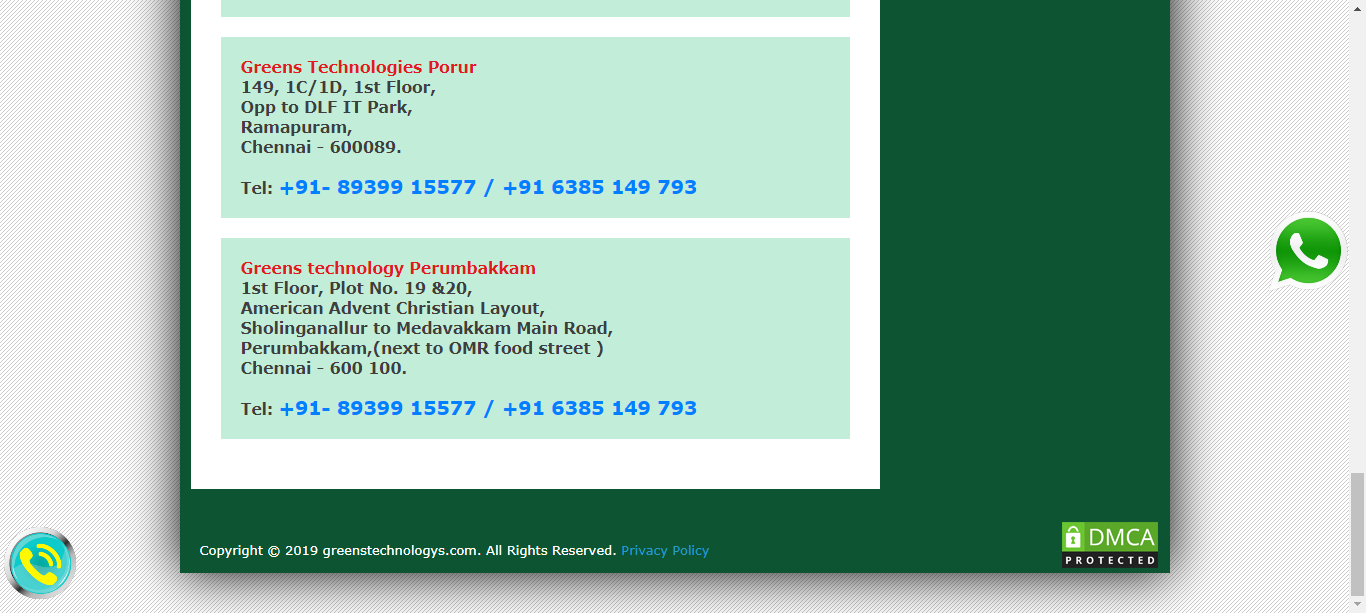 Greens Technologies Porur
149, 1C/1D, 1st Floor,
Opp to DLF IT Park,
Ramapuram,
Chennai - 600089.
Tel: +91- 89399 15577 / +91 6385 149 793
Greens technology Perumbakkam
1st Floor, Plot No. 19 &20,
American Advent Christian Layout,
Sholinganallur to Medavakkam Main Road,
Perumbakkam,(next to OMR food street )
Chennai - 600 100.
Tel: +91- 89399 15577 / +91 6385 149 793
Copyright © 2019 greenstechnologys.com. All Rights Reserved. Privacy Policy
DMCA
PROTECTED